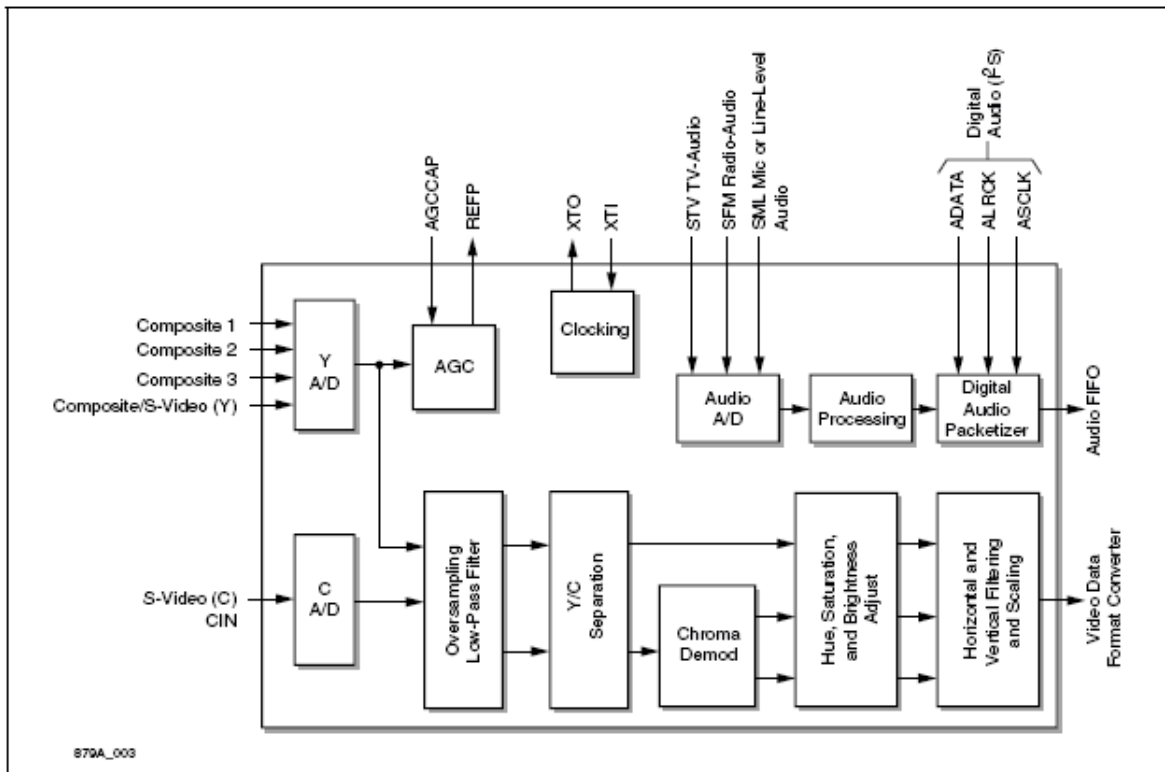 AGCCAP
REFP
XTO
XTI
STV TV-Audio
SFM Radio-Audio
SML Mic or Line-Level
Audio
Digital
Audio (I²S)
ADATA
ALRCK
ASCLK
Composite 1
Composite 2
Composite 3
Composite/S-Video (Y)
Y
A/D
AGC
Clocking
Audio
A/D
Audio
Processing
Digital
Audio
Packetizer
Audio FIFO
S-Video (C)
CIN
C
A/D
Oversampling
Low-Pass Filter
Y/C
Separation
Chroma
Demod
Hue, Saturation,
and Brightness
Adjust
Horizontal and
Vertical Filtering
and Scaling
Video Data
Format Converter
879A_003